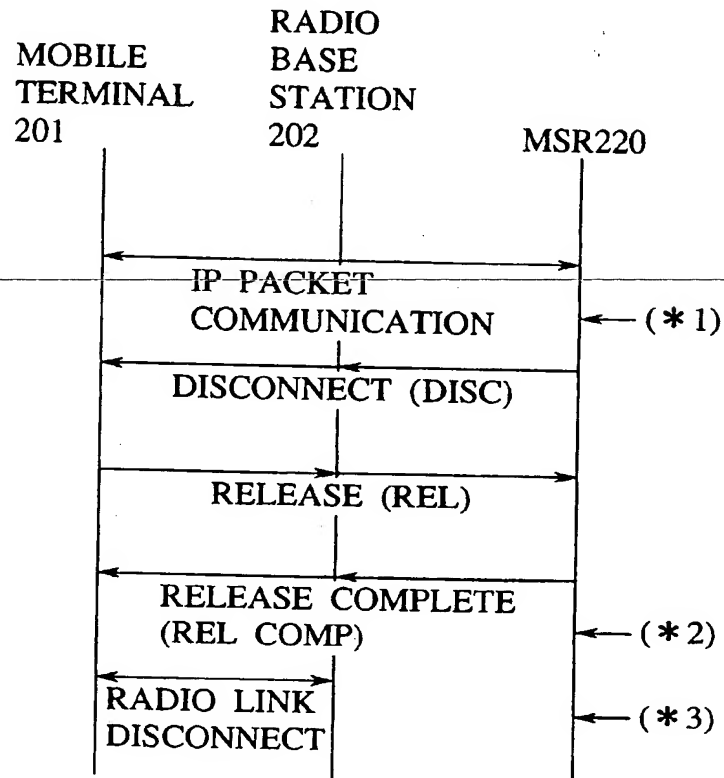 MOBILE
TERMINAL
201
RADIO
BASE
STATION
202
MSR220
IP PACKET
COMMUNICATION
(*1)
DISCONNECT (DISC)
RELEASE (REL)
RELEASE COMPLETE
(REL COMP)
(*2)
RADIO LINK
DISCONNECT
(*3)